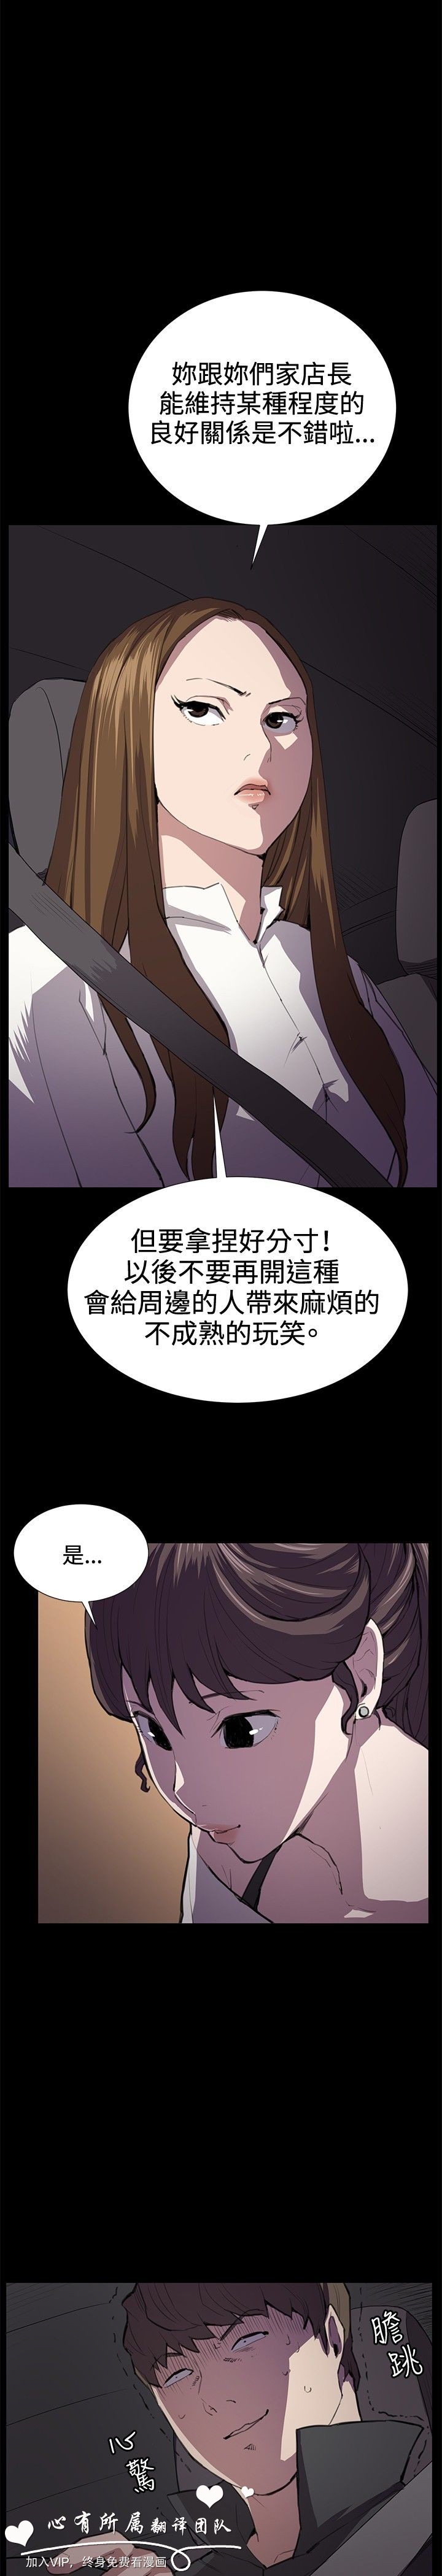 妳跟妳們家店長
能維持某種程度的
良好關係是不錯啦...
但要拿捏好分寸！
以後不要再開這種
會給周邊的人帶來麻煩的
不成熟的玩笑。
是...
膽跳
心驚
心有所属翻译团队
加入VIP，终身免费看漫画